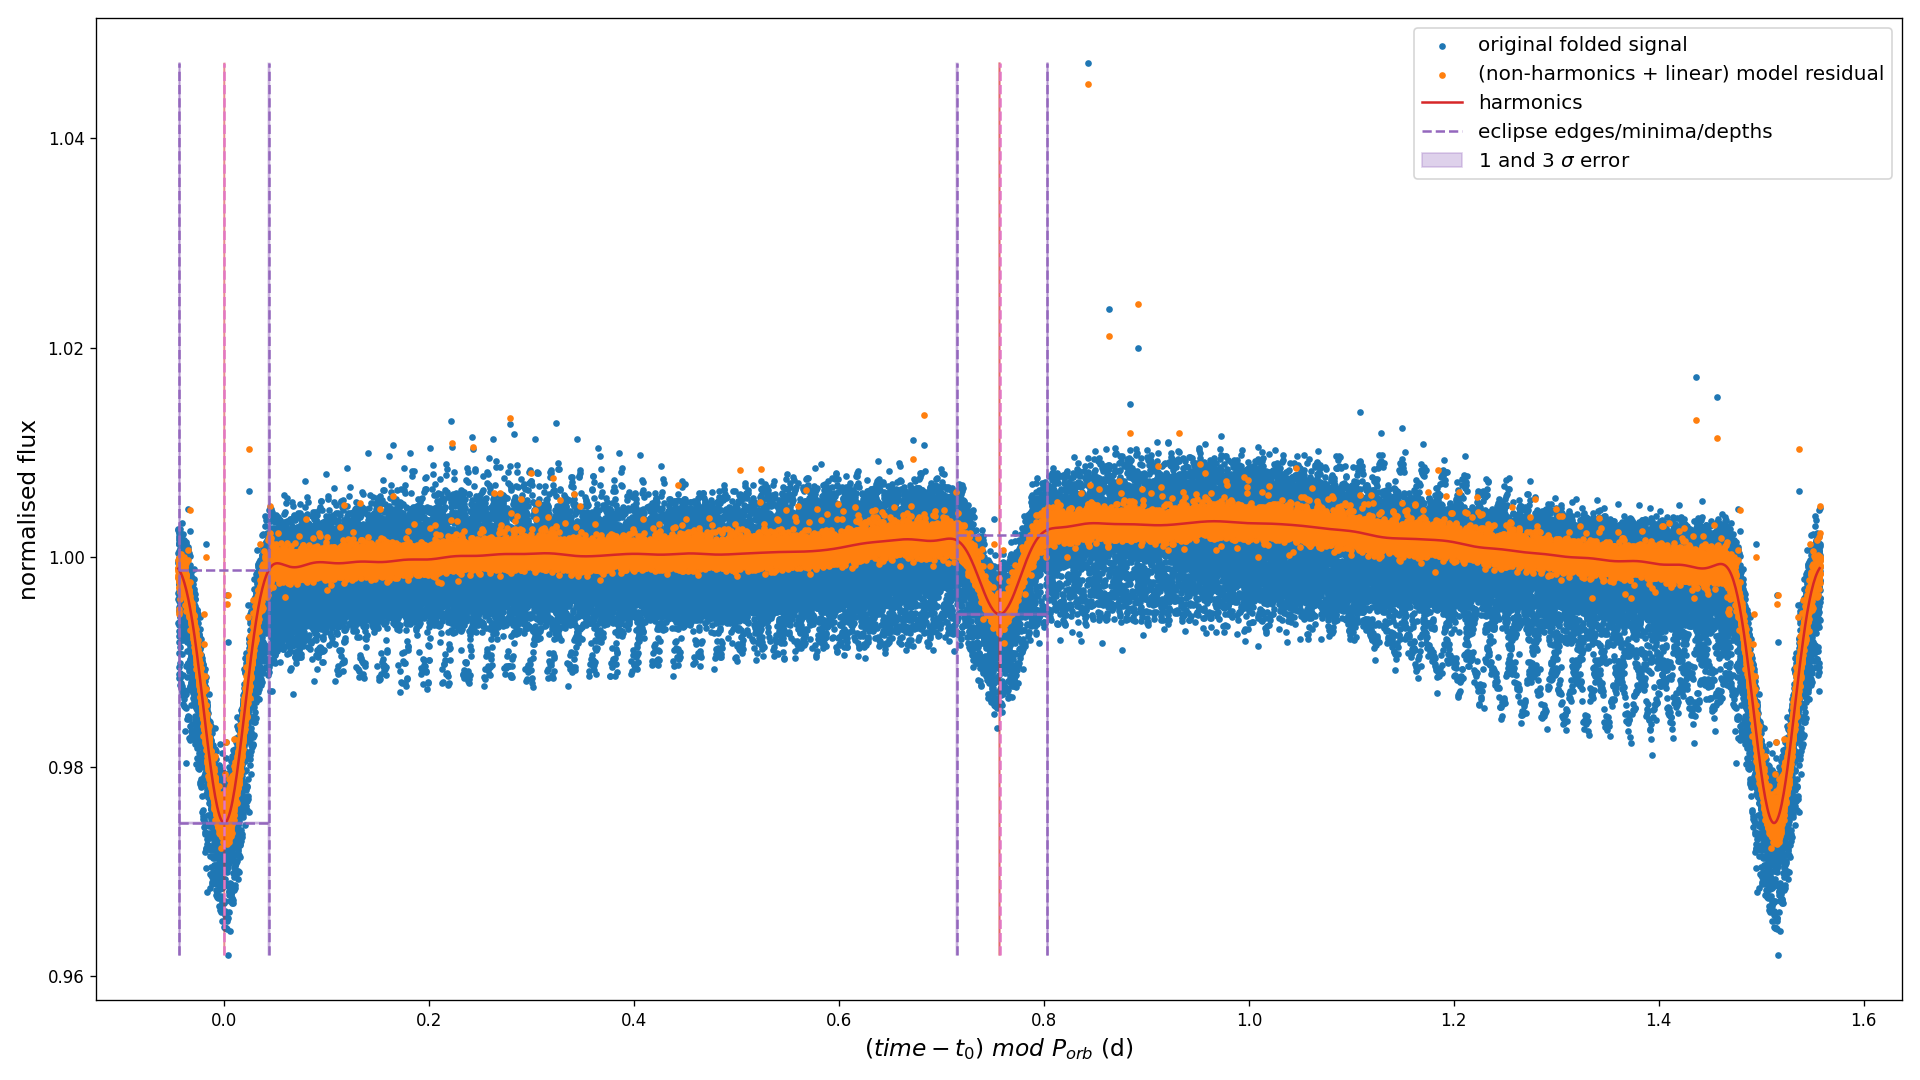 original folded signal
(non-harmonics + linear) model residual
harmonics
eclipse edges/minima/depths
1 and 3 σ error
normalised flux
1.04
1.02
1.00
0.98
0.96
0.0 0.2 0.4 0.6 0.8 1.0 1.2 1.4 1.6
(time − t₀) mod Pₒᵣb (d)